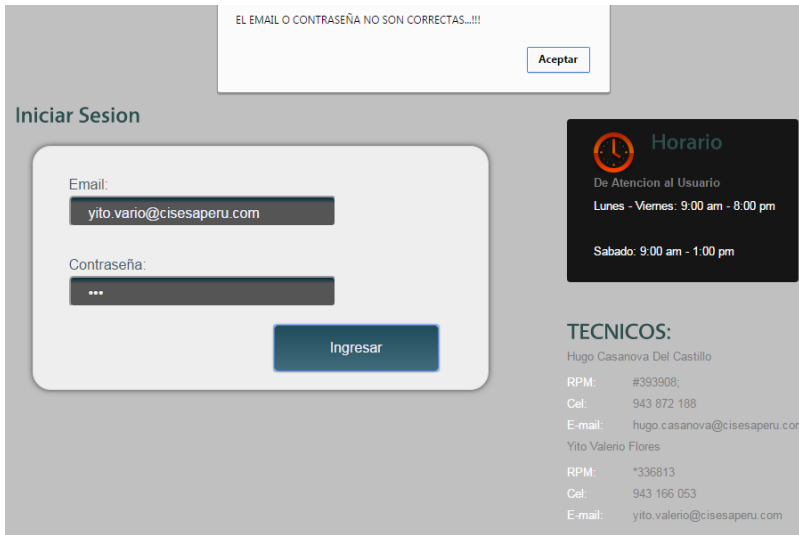 EL EMAIL O CONTRASEÑA NO SON CORRECTAS...!!!
Aceptar
Iniciar Sesion
Email:
yito.vario@cisesaperu.com
Contraseña:
•••
Ingresar
Horario
De Atencion al Usuario
Lunes - Viernes: 9:00 am - 8:00 pm
Sabado: 9:00 am - 1:00 pm
TECNICOS:
Hugo Casanova Del Castillo
RPM: #393908;
Cel: 943 872 188
E-mail: hugo.casanova@cisesaperu.cor
Yito Valerio Flores
RPM: *336813
Cel: 943 166 053
E-mail: yito.valerio@cisesaperu.com